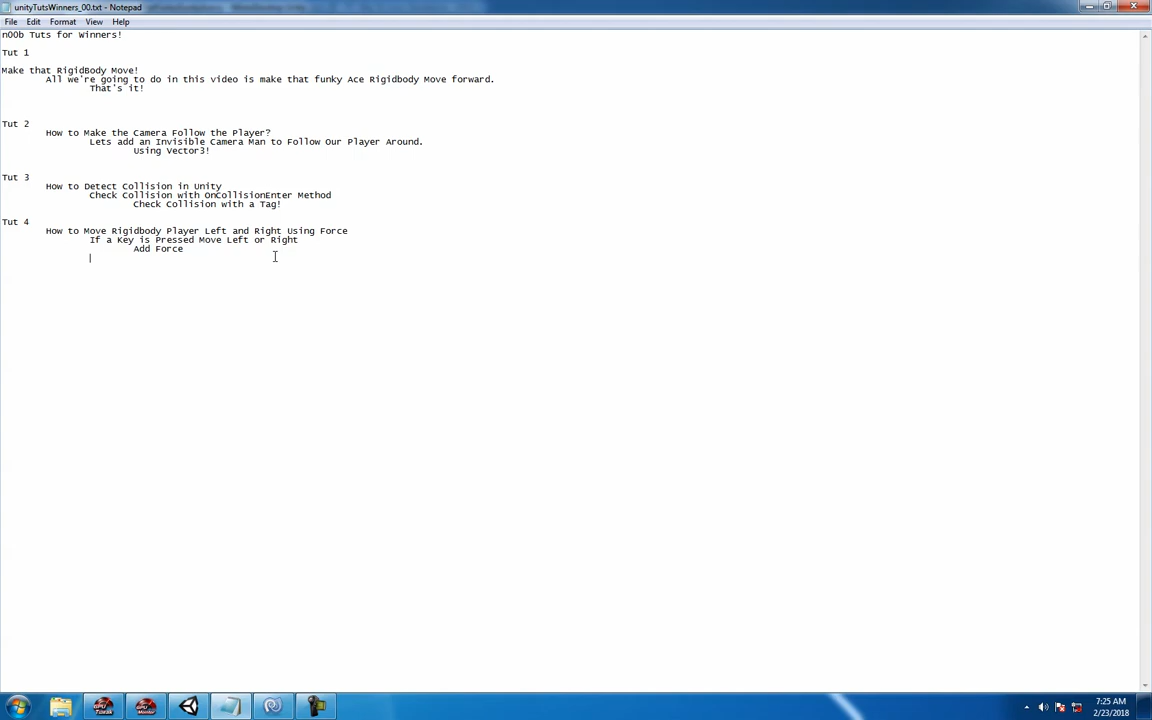 unityTutsWinners_00.txt - Notepad
File Edit Format View Help
n00b Tuts for Winners!
Tut 1
Make that RigidBody Move!
All we're going to do in this video is make that funky Ace Rigidbody Move forward.
That's it!
Tut 2
How to Make the Camera Follow the Player?
Lets add an Invisible Camera Man to Follow Our Player Around.
Using Vector3!
Tut 3
How to Detect Collision in Unity
Check Collision with OnCollisionEnter Method
Check Collision with a Tag!
Tut 4
How to Move Rigidbody Player Left and Right Using Force
If a Key is Pressed Move Left or Right
Add Force
7:25 AM
2/23/2018